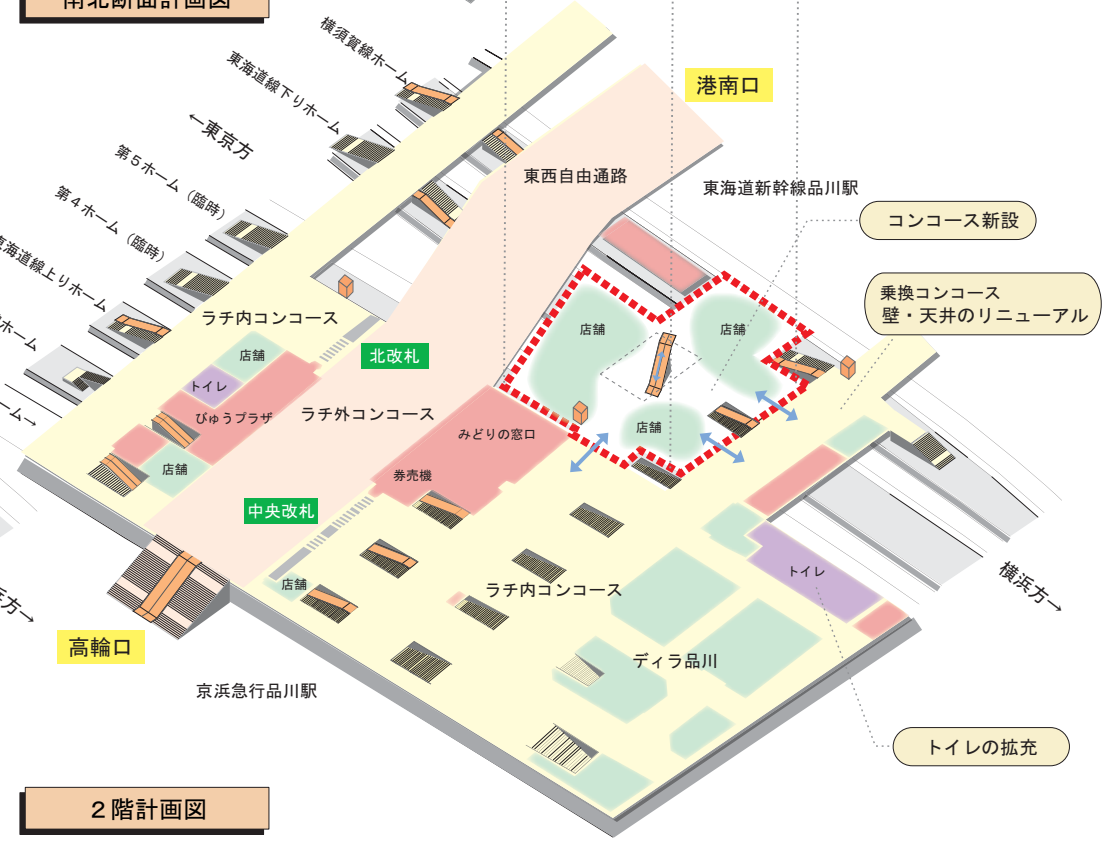 南北断面計画図
横須賀線ホーム
東海道線下りホーム
←東京方
第5ホーム（臨時）
第4ホーム（臨時）
東海道線上りホーム
ホーム
ーム→
港南口
東西自由通路
東海道新幹線品川駅
コンコース新設
乗換コンコース
壁・天井のリニューアル
ラチ内コンコース
店舗
トイレ
びゅうプラザ
店舗
北改札
ラチ外コンコース
店舗
店舗
店舗
みどりの窓口
券売機
中央改札
店舗
ラチ内コンコース
トイレ
ディラ品川
横浜方→
方→
高輪口
京浜急行品川駅
トイレの拡充
2階計画図